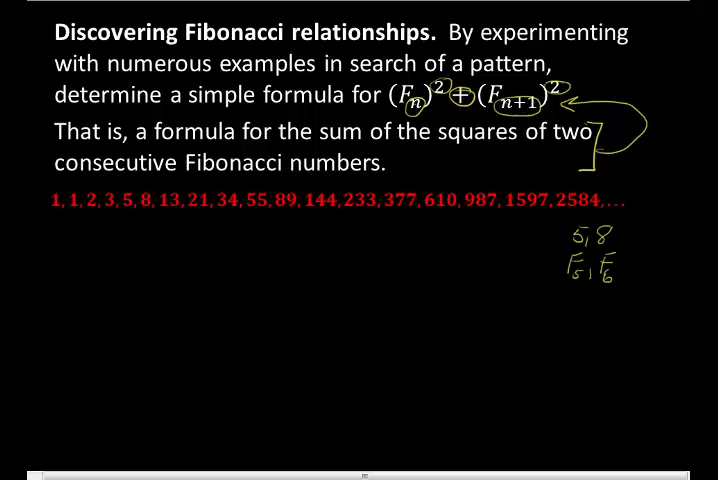 Discovering Fibonacci relationships. By experimenting
with numerous examples in search of a pattern,
determine a simple formula for (Fₙ)² + (Fₙ₊₁)²
That is, a formula for the sum of the squares of two
consecutive Fibonacci numbers.
1, 1, 2, 3, 5, 8, 13, 21, 34, 55, 89, 144, 233, 377, 610, 987, 1597, 2584, …
5, 8
F₅, F₆